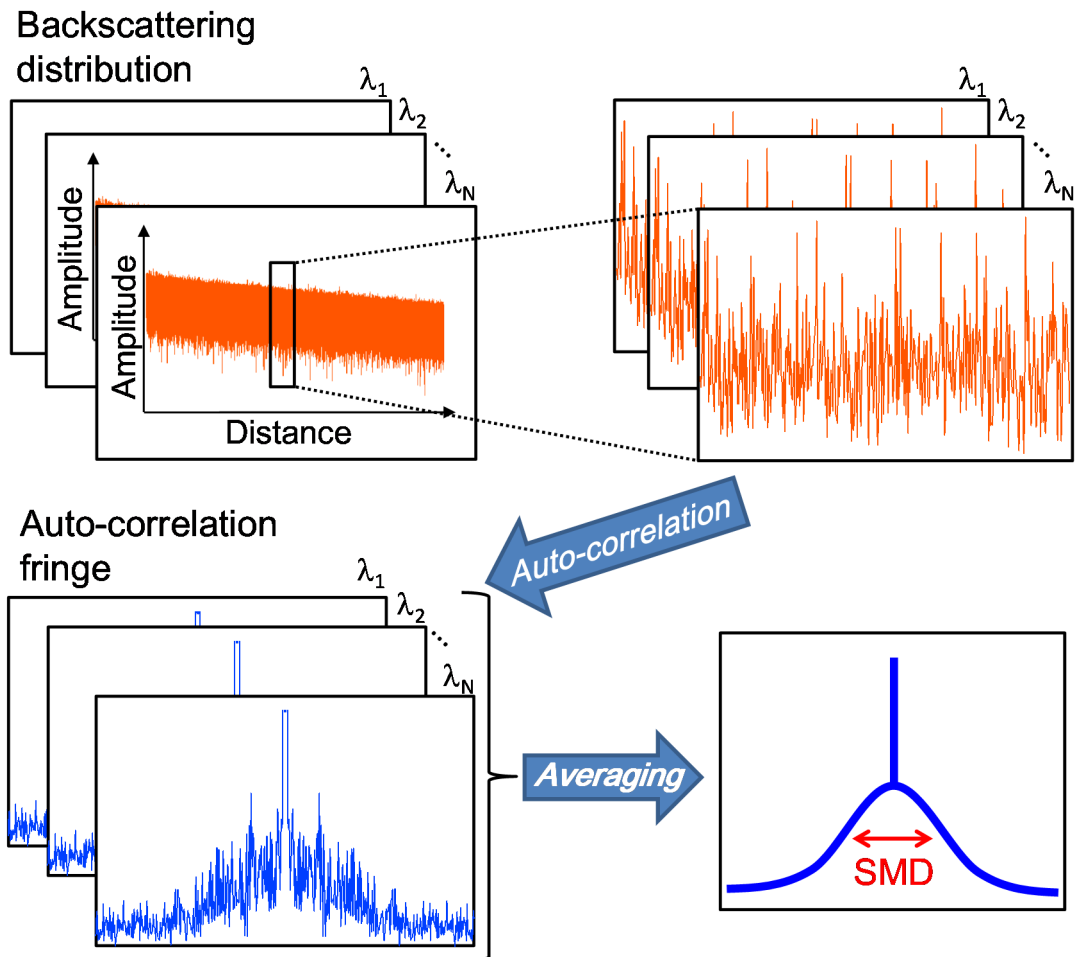 Backscattering
distribution
λ1
λ2
λN
Amplitude
Amplitude
Distance
λ1
λ2
λN
Auto-correlation
Auto-correlation
fringe
λ1
λ2
λN
Averaging
SMD